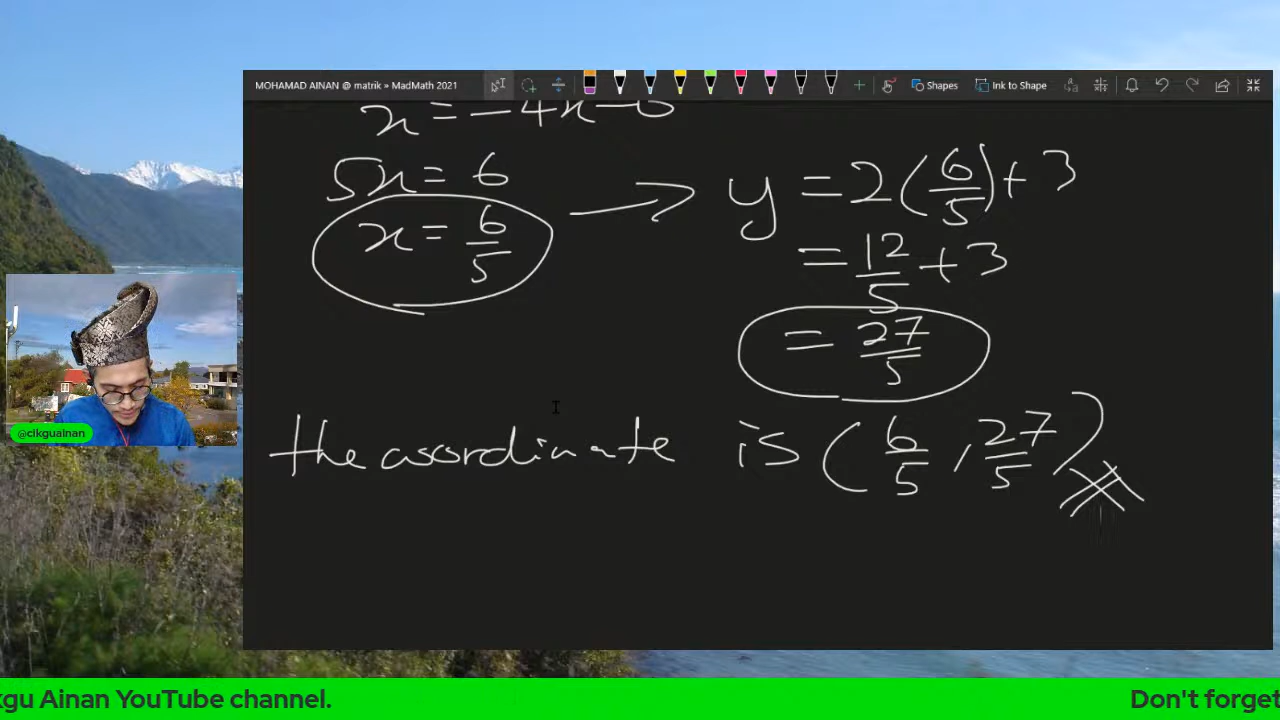 MOHAMAD AINAN @ matrik » MadMath 2021
Shapes
Ink to Shape
5x = 6
x = 6/5
→ y = 2(6/5) + 3
= 12/5 + 3
= 27/5
the coordinate is (6/5, 27/5)
@cikguainan
kgu Ainan YouTube channel.
Don't forget